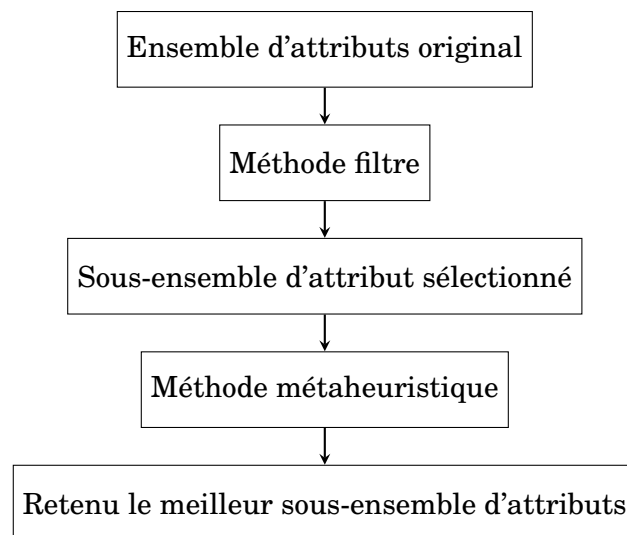 Ensemble d'attributs original
Méthode filtre
Sous-ensemble d'attribut sélectionné
Méthode métaheuristique
Retenu le meilleur sous-ensemble d'attributs